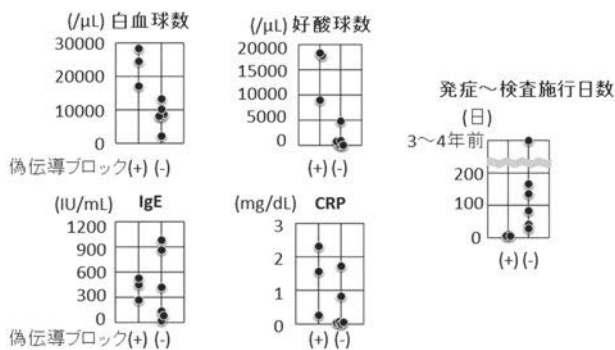 (/μL) 白血球数
30000
20000
10000
0
偽伝導ブロック (+) (-)
(/μL) 好酸球数
20000
15000
10000
5000
0
(+) (-)
発症～検査施行日数
(日)
3～4年前
200
100
0
(+) (-)
(IU/mL) IgE
1200
900
600
300
0
偽伝導ブロック (+) (-)
(mg/dL) CRP
3
2
1
0
(+) (-)